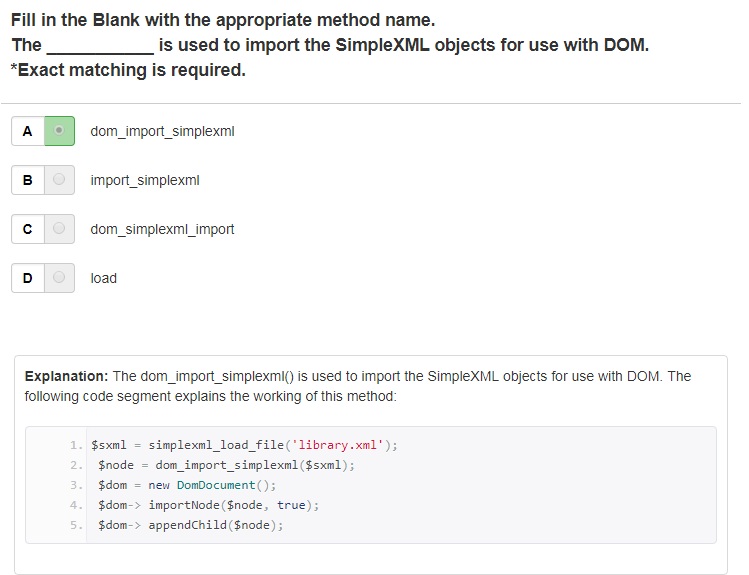 Fill in the Blank with the appropriate method name.
The ___________ is used to import the SimpleXML objects for use with DOM.
*Exact matching is required.
A dom_import_simplexml
B import_simplexml
C dom_simplexml_import
D load
Explanation: The dom_import_simplexml() is used to import the SimpleXML objects for use with DOM. The
following code segment explains the working of this method:
1. $sxml = simplexml_load_file('library.xml');
2. $node = dom_import_simplexml($sxml);
3. $dom = new DomDocument();
4. $dom-> importNode($node, true);
5. $dom-> appendChild($node);